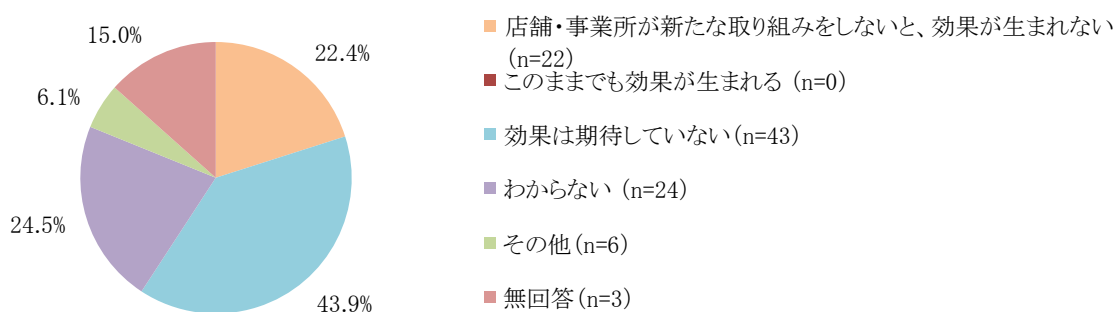 15.0%
22.4%
6.1%
24.5%
43.9%
店舗・事業所が新たな取り組みをしないと、効果が生まれない
(n=22)
このままでも効果が生まれる (n=0)
効果は期待していない(n=43)
わからない (n=24)
その他(n=6)
無回答(n=3)